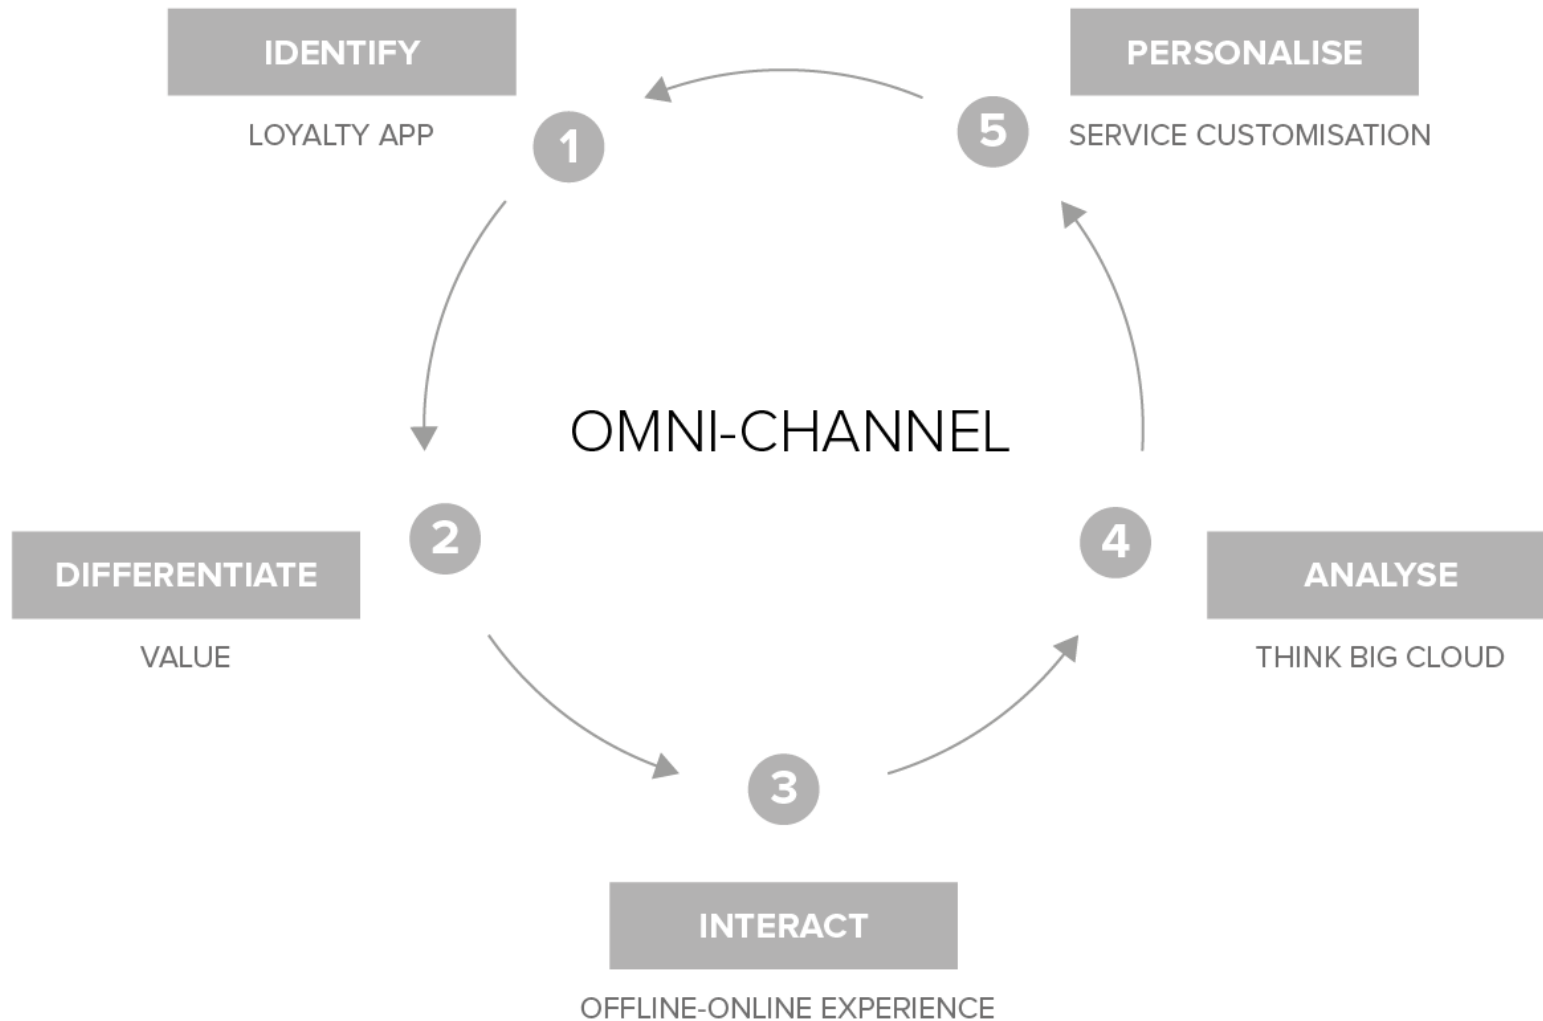 IDENTIFY
LOYALTY APP
1
PERSONALISE
5
SERVICE CUSTOMISATION
OMNI-CHANNEL
2
DIFFERENTIATE
VALUE
4
ANALYSE
THINK BIG CLOUD
3
INTERACT
OFFLINE-ONLINE EXPERIENCE